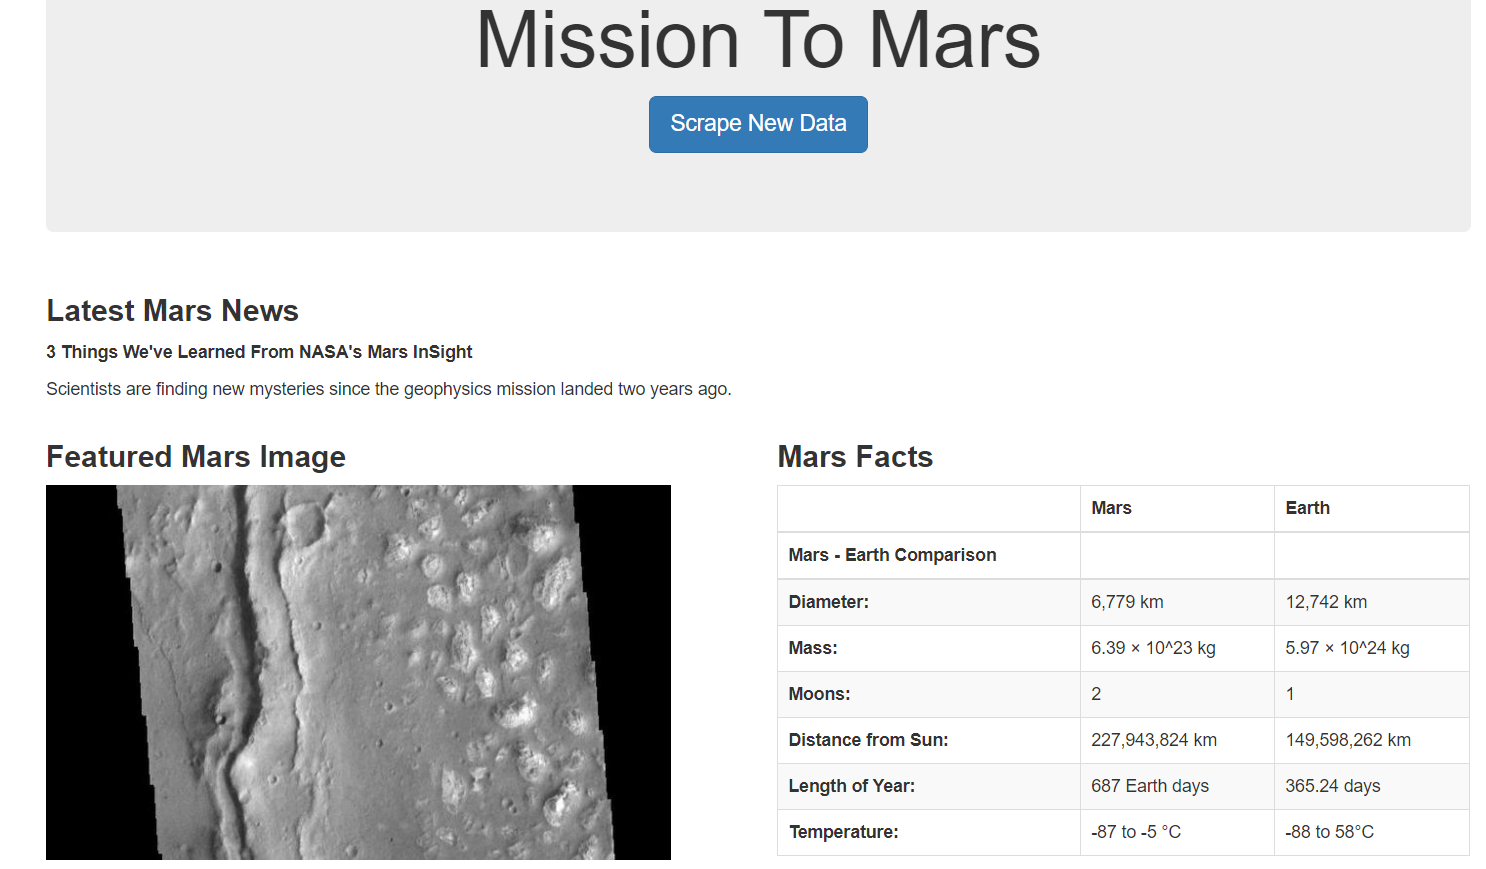 Mission To Mars
Scrape New Data
Latest Mars News
3 Things We've Learned From NASA's Mars InSight
Scientists are finding new mysteries since the geophysics mission landed two years ago.
Featured Mars Image
Mars Facts
Mars Earth
Mars - Earth Comparison
Diameter: 6,779 km 12,742 km
Mass: 6.39 × 10^23 kg 5.97 × 10^24 kg
Moons: 2 1
Distance from Sun: 227,943,824 km 149,598,262 km
Length of Year: 687 Earth days 365.24 days
Temperature: -87 to -5 °C -88 to 58°C